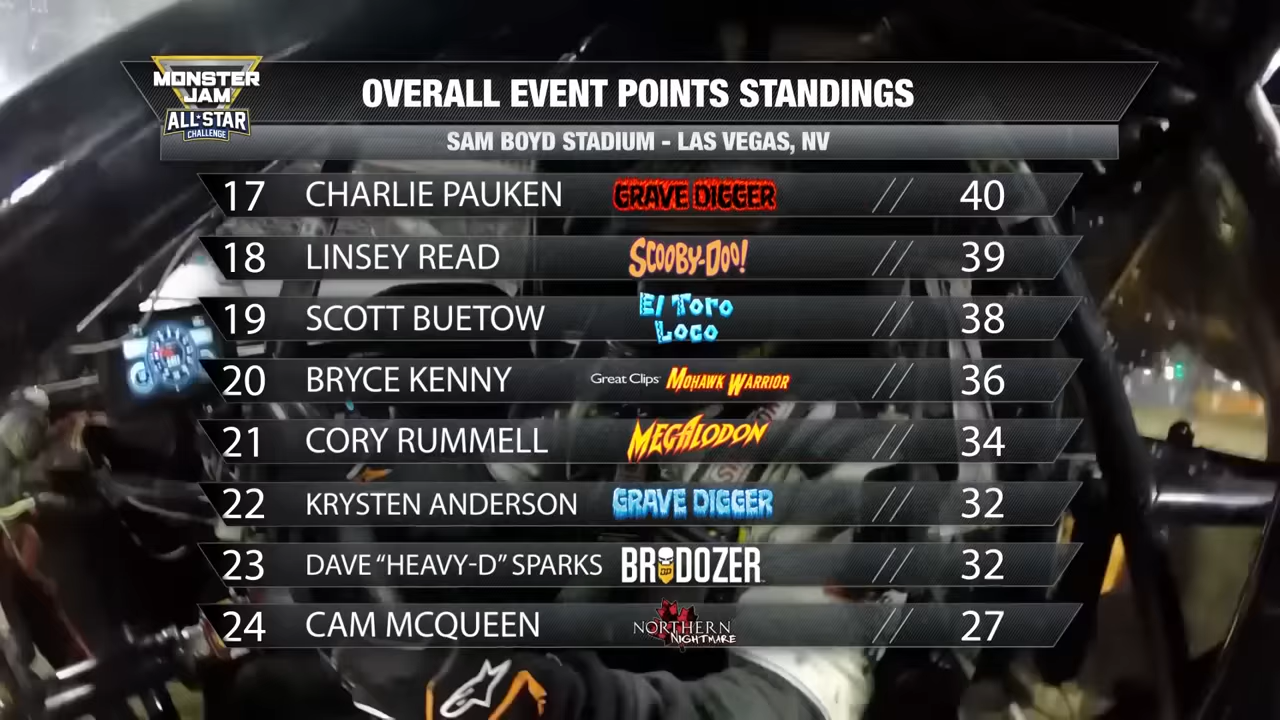 MONSTER JAM ALL★STAR CHALLENGE
OVERALL EVENT POINTS STANDINGS
SAM BOYD STADIUM - LAS VEGAS, NV
17 CHARLIE PAUKEN GRAVE DIGGER // 40
18 LINSEY READ SCOOBY-DOO! // 39
19 SCOTT BUETOW El Toro Loco // 38
20 BRYCE KENNY Great Clips MOHAWK WARRIOR // 36
21 CORY RUMMELL MEGALODON // 34
22 KRYSTEN ANDERSON GRAVE DIGGER // 32
23 DAVE “HEAVY-D” SPARKS BRODOZER // 32
24 CAM MCQUEEN NORTHERN NIGHTMARE // 27